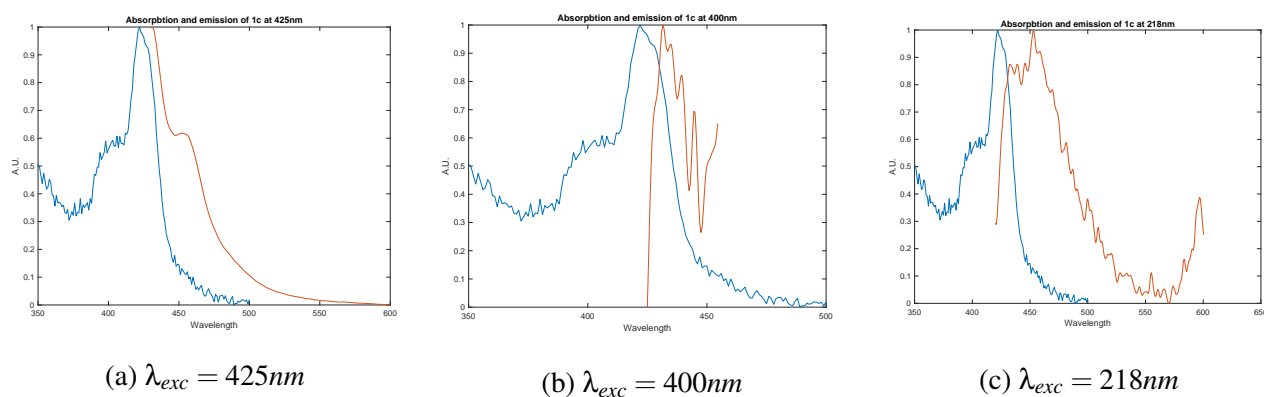 Absorpbtion and emission of 1c at 425nm
1
0.9
0.8
0.7
0.6
0.5
0.4
0.3
0.2
0.1
0
A.U.
350 400 450 500 550 600
Wavelength
(a) λexc = 425nm
Absorpbtion and emission of 1c at 400nm
1
0.9
0.8
0.7
0.6
0.5
0.4
0.3
0.2
0.1
0
A.U.
350 400 450 500
Wavelength
(b) λexc = 400nm
Absorpbtion and emission of 1c at 218nm
1
0.9
0.8
0.7
0.6
0.5
0.4
0.3
0.2
0.1
0
A.U.
350 400 450 500 550 600 650
Wavelength
(c) λexc = 218nm